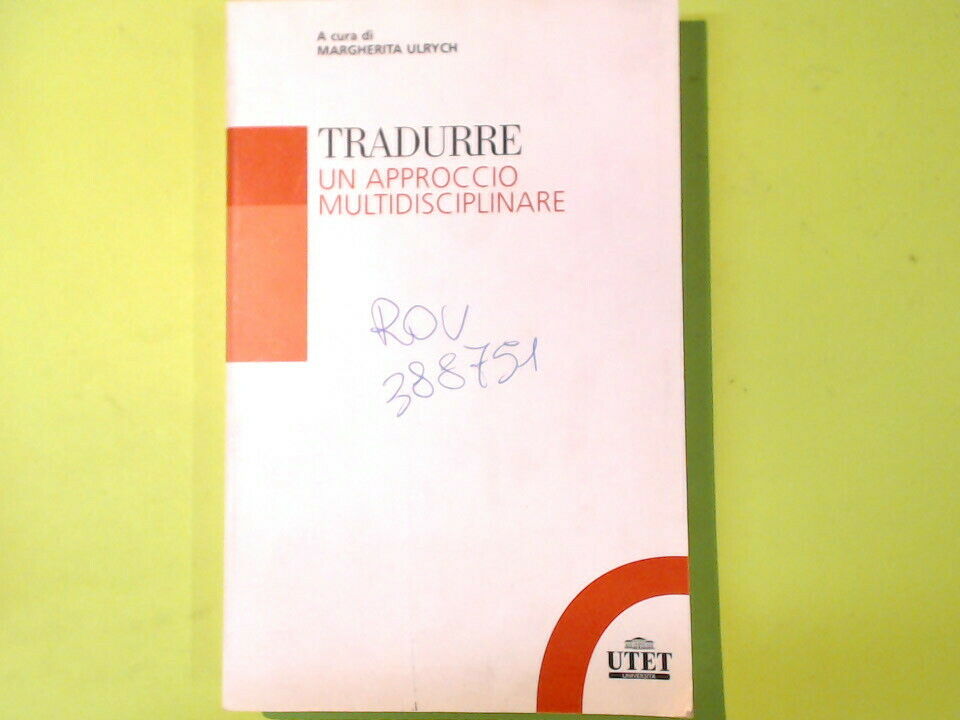 A cura di
MARGHERITA ULRYCH
TRADURRE
UN APPROCCIO
MULTIDISCIPLINARE
ROV
388751
UTET
UNIVERSITÀ